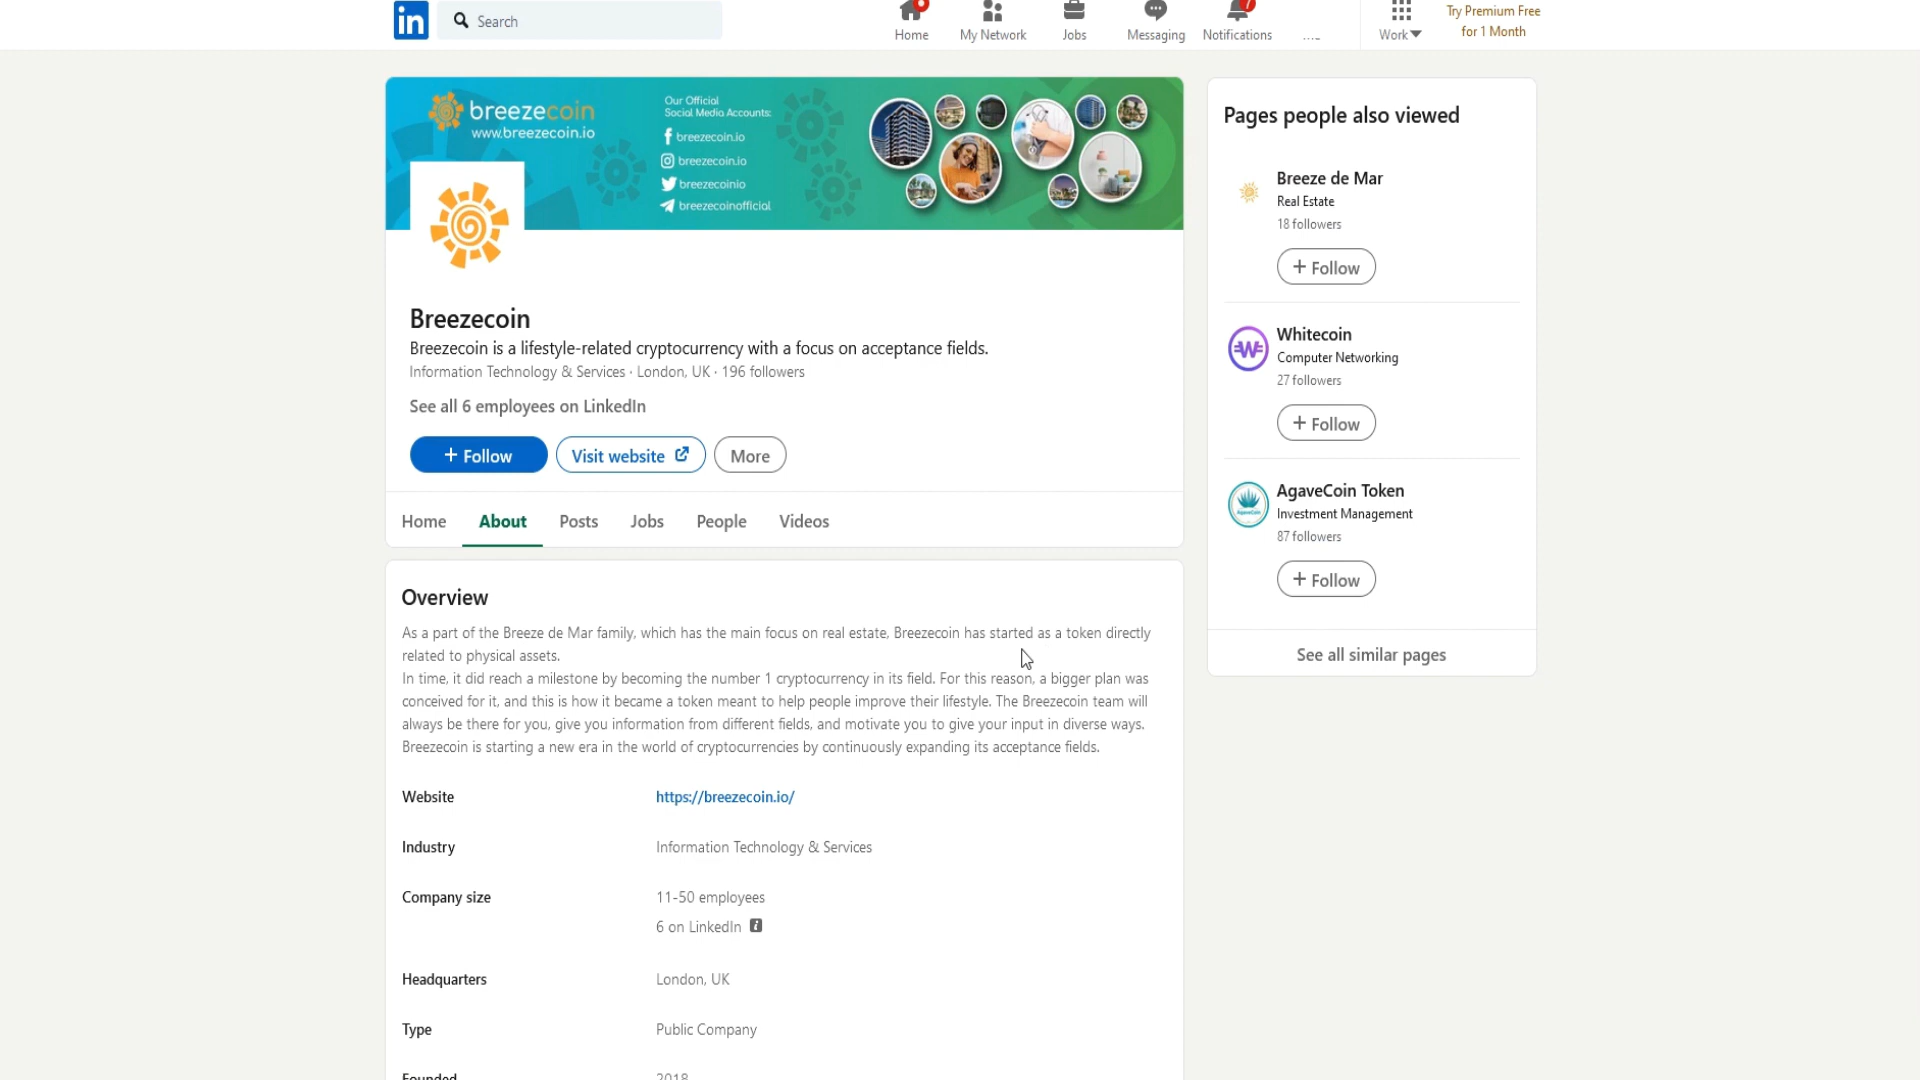 in
Search
Home
My Network
Jobs
Messaging
Notifications
Work
Try Premium Free
for 1 Month
breezecoin
www.breezecoin.io
Our Official
Social Media Accounts:
breezecoin.io
breezecoin.io
breezecoinio
breezecoinofficial
Breezecoin
Breezecoin is a lifestyle-related cryptocurrency with a focus on acceptance fields.
Information Technology & Services · London, UK · 196 followers
See all 6 employees on LinkedIn
+ Follow
Visit website
More
Home
About
Posts
Jobs
People
Videos
Overview
As a part of the Breeze de Mar family, which has the main focus on real estate, Breezecoin has started as a token directly
related to physical assets.
In time, it did reach a milestone by becoming the number 1 cryptocurrency in its field. For this reason, a bigger plan was
conceived for it, and this is how it became a token meant to help people improve their lifestyle. The Breezecoin team will
always be there for you, give you information from different fields, and motivate you to give your input in diverse ways.
Breezecoin is starting a new era in the world of cryptocurrencies by continuously expanding its acceptance fields.
Website
https://breezecoin.io/
Industry
Information Technology & Services
Company size
11-50 employees
6 on LinkedIn
Headquarters
London, UK
Type
Public Company
Founded
2018
Pages people also viewed
Breeze de Mar
Real Estate
18 followers
+ Follow
Whitecoin
Computer Networking
27 followers
+ Follow
AgaveCoin Token
Investment Management
87 followers
+ Follow
See all similar pages